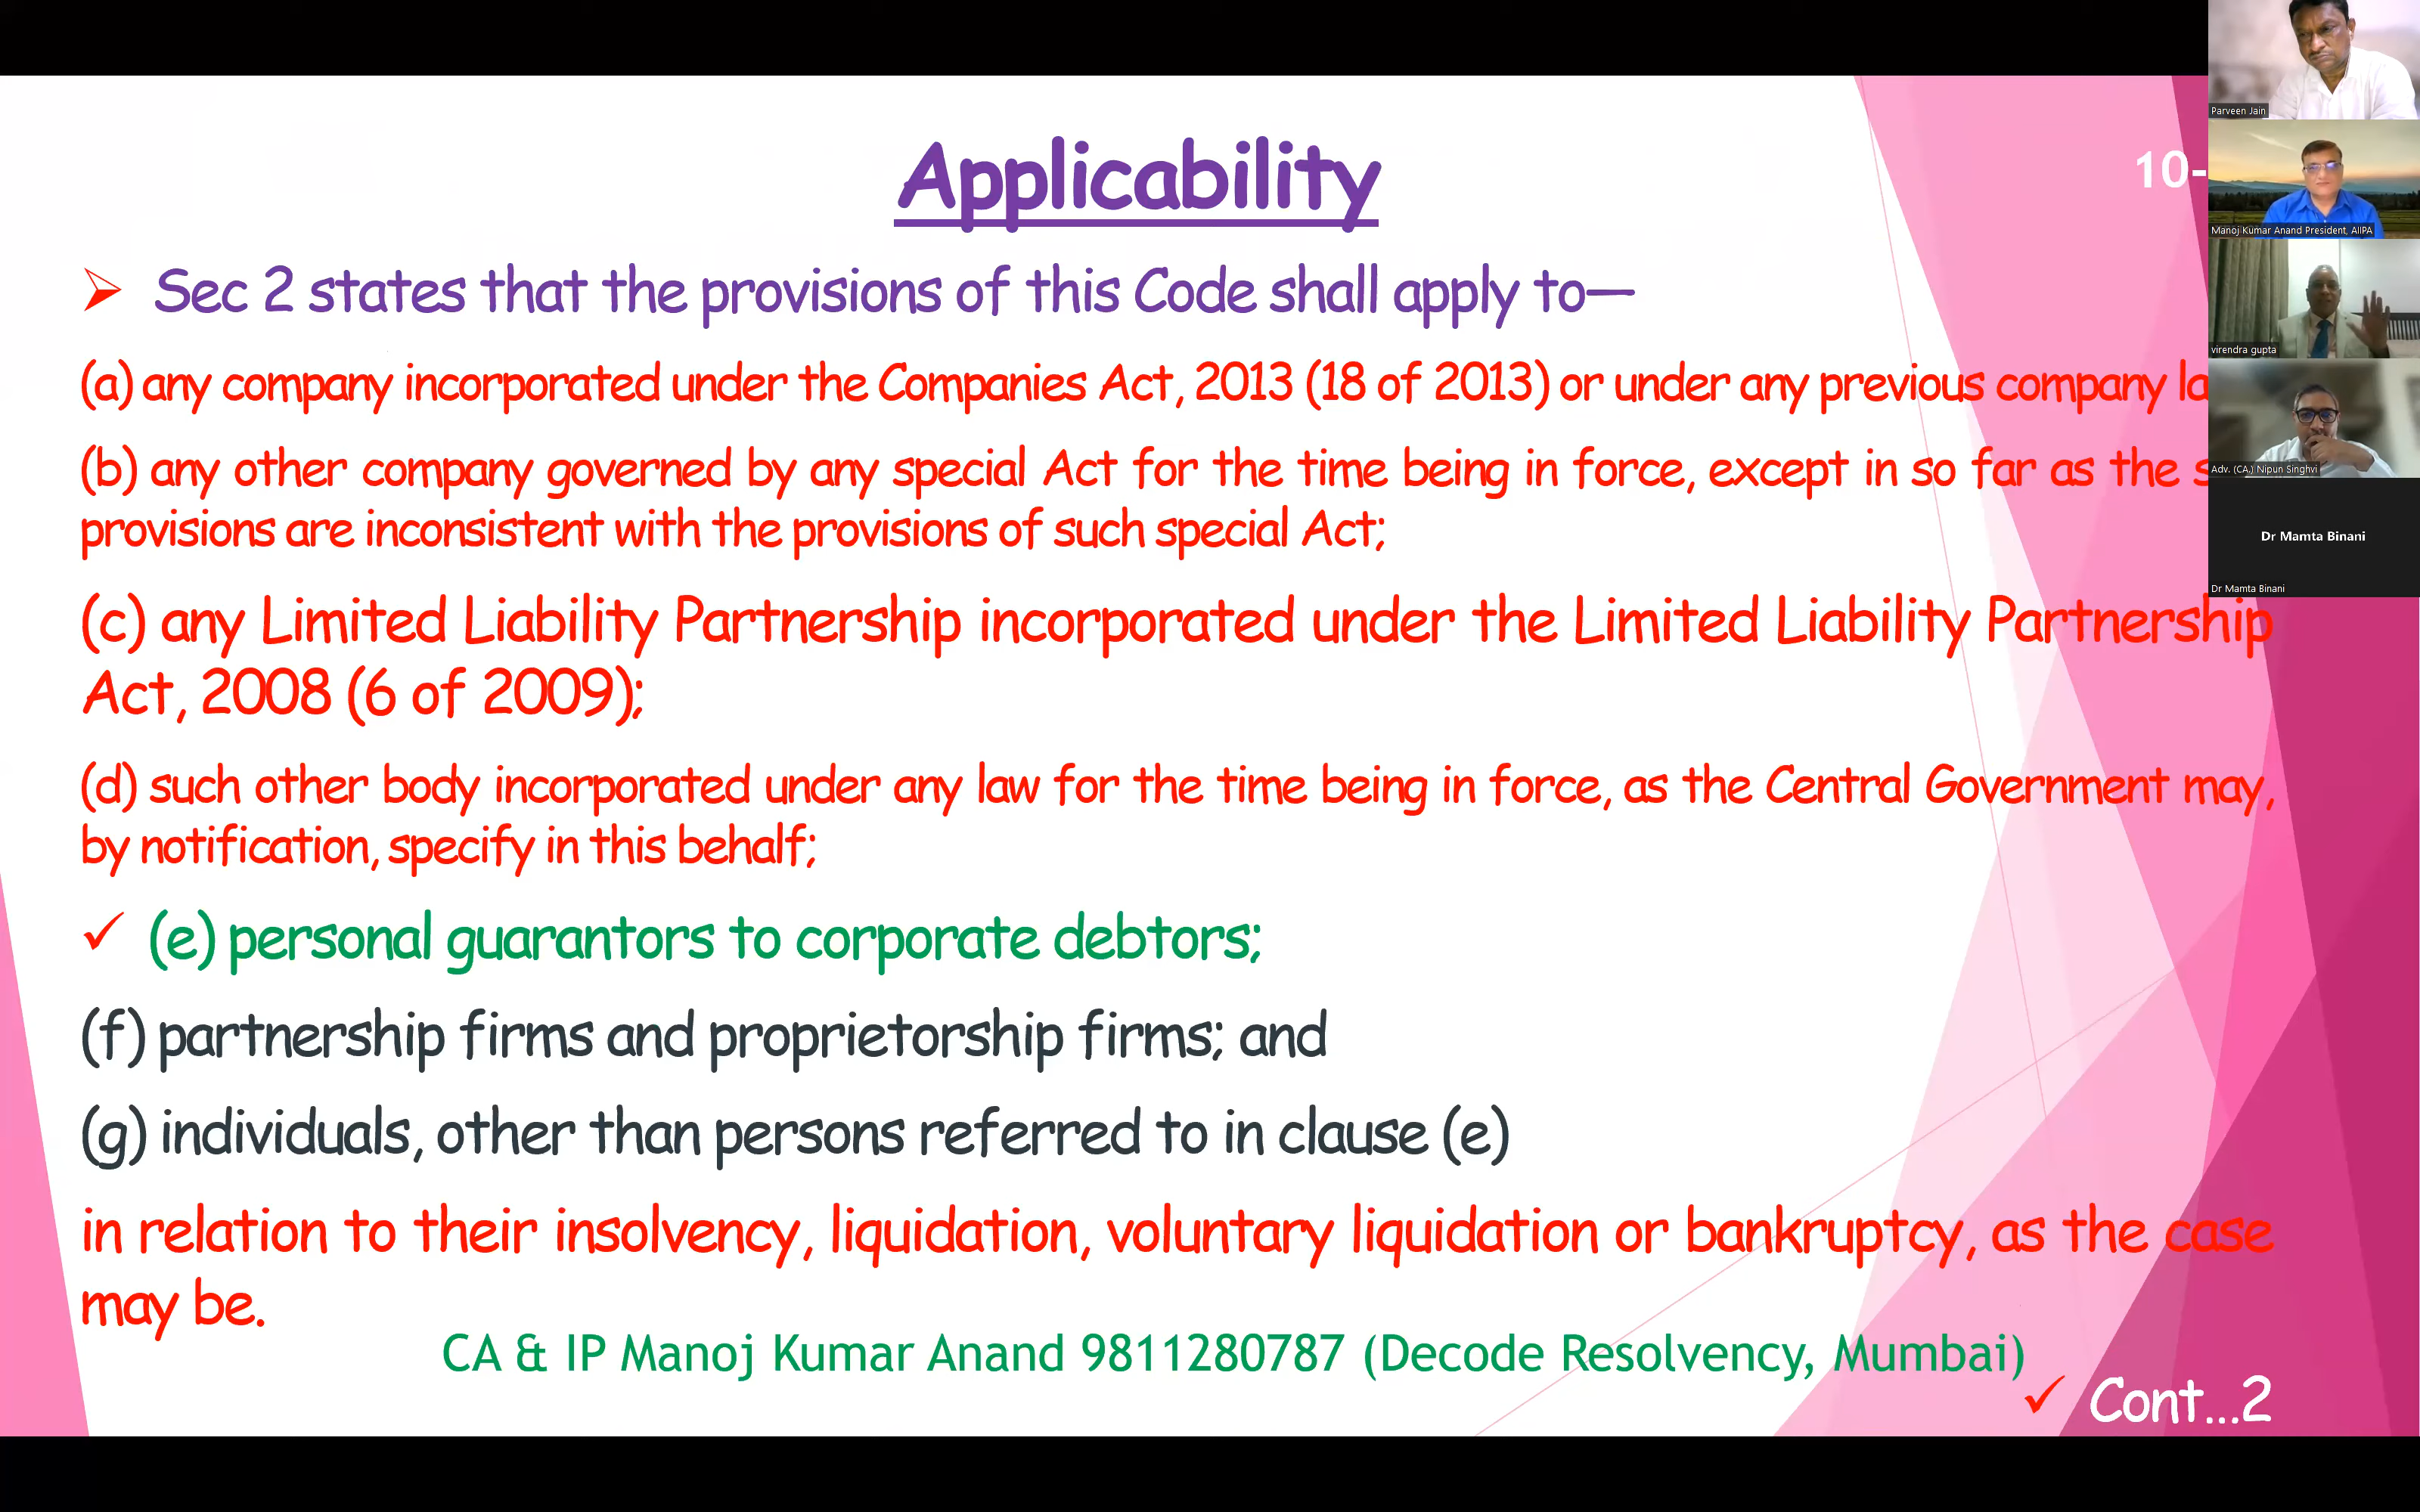 Applicability
10-
➢ Sec 2 states that the provisions of this Code shall apply to—
(a) any company incorporated under the Companies Act, 2013 (18 of 2013) or under any previous company la
(b) any other company governed by any special Act for the time being in force, except in so far as the s
provisions are inconsistent with the provisions of such special Act;
(c) any Limited Liability Partnership incorporated under the Limited Liability Partnership
Act, 2008 (6 of 2009);
(d) such other body incorporated under any law for the time being in force, as the Central Government may,
by notification, specify in this behalf;
✓ (e) personal guarantors to corporate debtors;
(f) partnership firms and proprietorship firms; and
(g) individuals, other than persons referred to in clause (e)
in relation to their insolvency, liquidation, voluntary liquidation or bankruptcy, as the case
may be.
CA & IP Manoj Kumar Anand 9811280787 (Decode Resolvency, Mumbai)
✓ Cont...2
Parveen Jain
Manoj Kumar Anand President, AIIPA
virendra gupta
Adv. (CA.) Nipun Singhvi
Dr Mamta Binani
Dr Mamta Binani